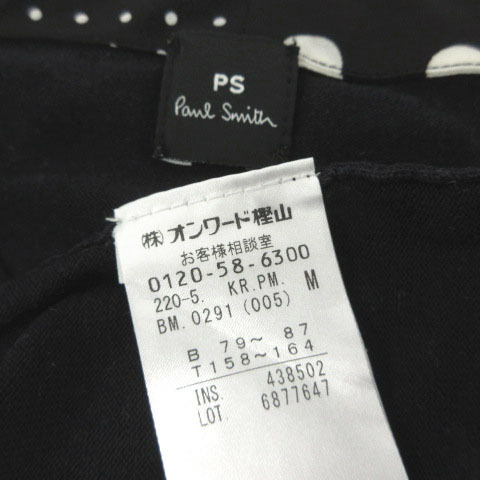 PS
Paul Smith
㈱オンワード樫山
お客様相談室
0120-58-6300
220-5. KR.PM. M
BM.0291 (005)
B 79~ 87
T 158~164
INS. 438502
LOT. 6877647